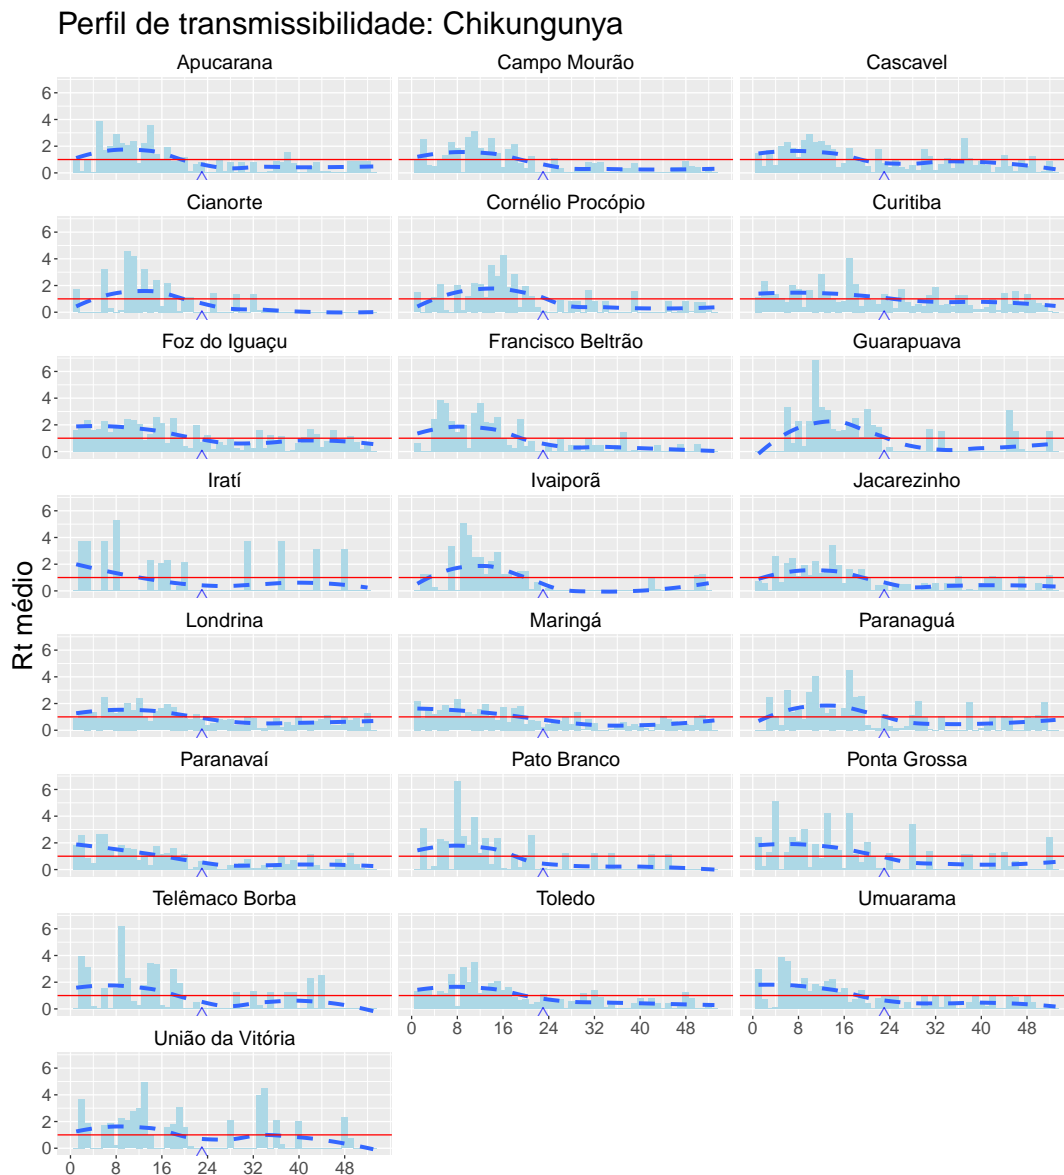 Perfil de transmissibilidade: Chikungunya
Apucarana Campo Mourão Cascavel
6
4
2
0
Cianorte Cornélio Procópio Curitiba
6
4
2
0
Foz do Iguaçu Francisco Beltrão Guarapuava
6
4
2
0
Iratí Ivaiporã Jacarezinho
6
4
2
0
Rt médio
Londrina Maringá Paranaguá
6
4
2
0
Paranavaí Pato Branco Ponta Grossa
6
4
2
0
Telêmaco Borba Toledo Umuarama
6
4
2
0
0 8 16 24 32 40 48 0 8 16 24 32 40 48
União da Vitória
6
4
2
0
0 8 16 24 32 40 48